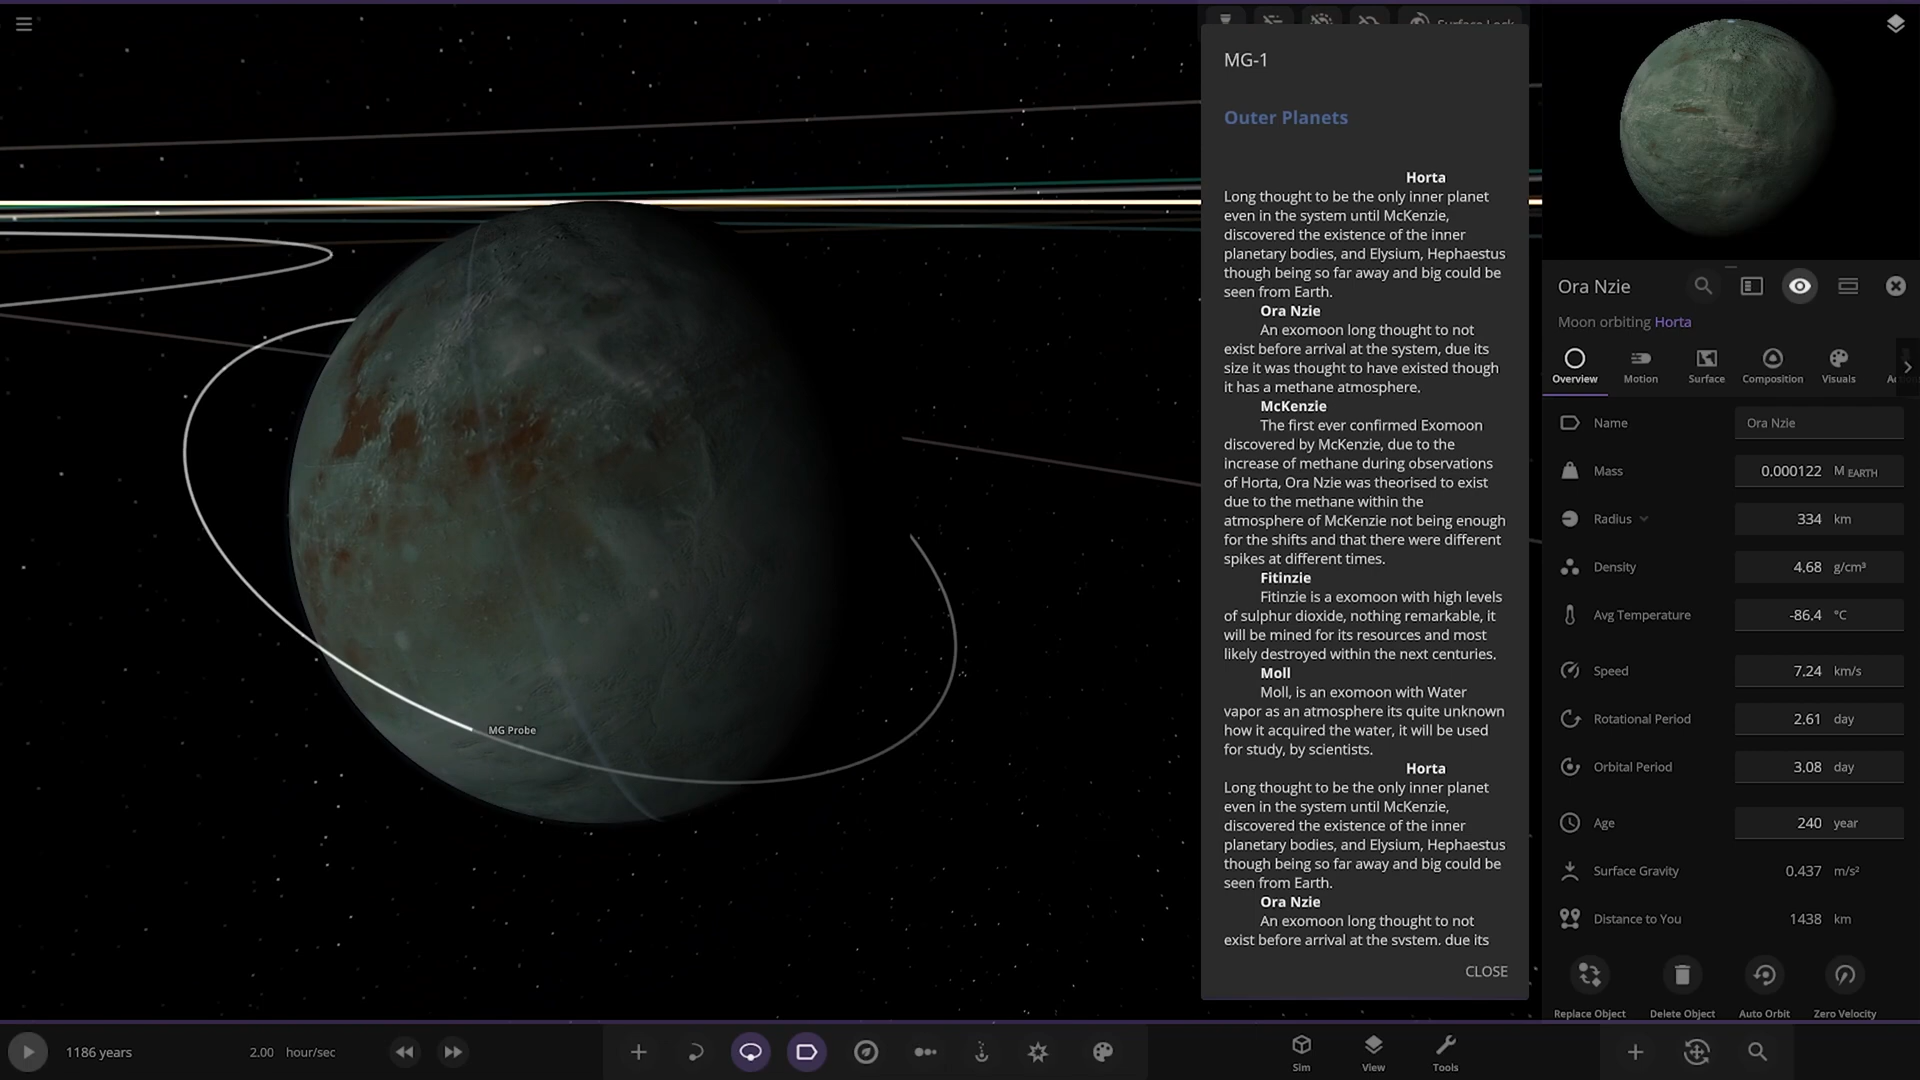 MG-1
Outer Planets
Horta
Long thought to be the only inner planet
even in the system until McKenzie,
discovered the existence of the inner
planetary bodies, and Elysium, Hephaestus
though being so far away and big could be
seen from Earth.
Ora Nzie
An exomoon long thought to not
exist before arrival at the system, due its
size it was thought to have existed though
it has a methane atmosphere.
McKenzie
The first ever confirmed Exomoon
discovered by McKenzie, due to the
increase of methane during observations
of Horta, Ora Nzie was theorised to exist
due to the methane within the
atmosphere of McKenzie not being enough
for the shifts and that there were different
spikes at different times.
Fitinzie
Fitinzie is a exomoon with high levels
of sulphur dioxide, nothing remarkable, it
will be mined for its resources and most
likely destroyed within the next centuries.
Moll
Moll, is an exomoon with Water
vapor as an atmosphere its quite unknown
how it acquired the water, it will be used
for study, by scientists.
Horta
Long thought to be the only inner planet
even in the system until McKenzie,
discovered the existence of the inner
planetary bodies, and Elysium, Hephaestus
though being so far away and big could be
seen from Earth.
Ora Nzie
An exomoon long thought to not
exist before arrival at the system, due its
CLOSE
Surface Lock
MG Probe
Ora Nzie
Moon orbiting Horta
Overview Motion Surface Composition Visuals
Name Ora Nzie
Mass 0.000122 M EARTH
Radius 334 km
Density 4.68 g/cm³
Avg Temperature -86.4 °C
Speed 7.24 km/s
Rotational Period 2.61 day
Orbital Period 3.08 day
Age 240 year
Surface Gravity 0.437 m/s²
Distance to You 1438 km
Replace Object Delete Object Auto Orbit Zero Velocity
1186 years 2.00 hour/sec
Sim View Tools